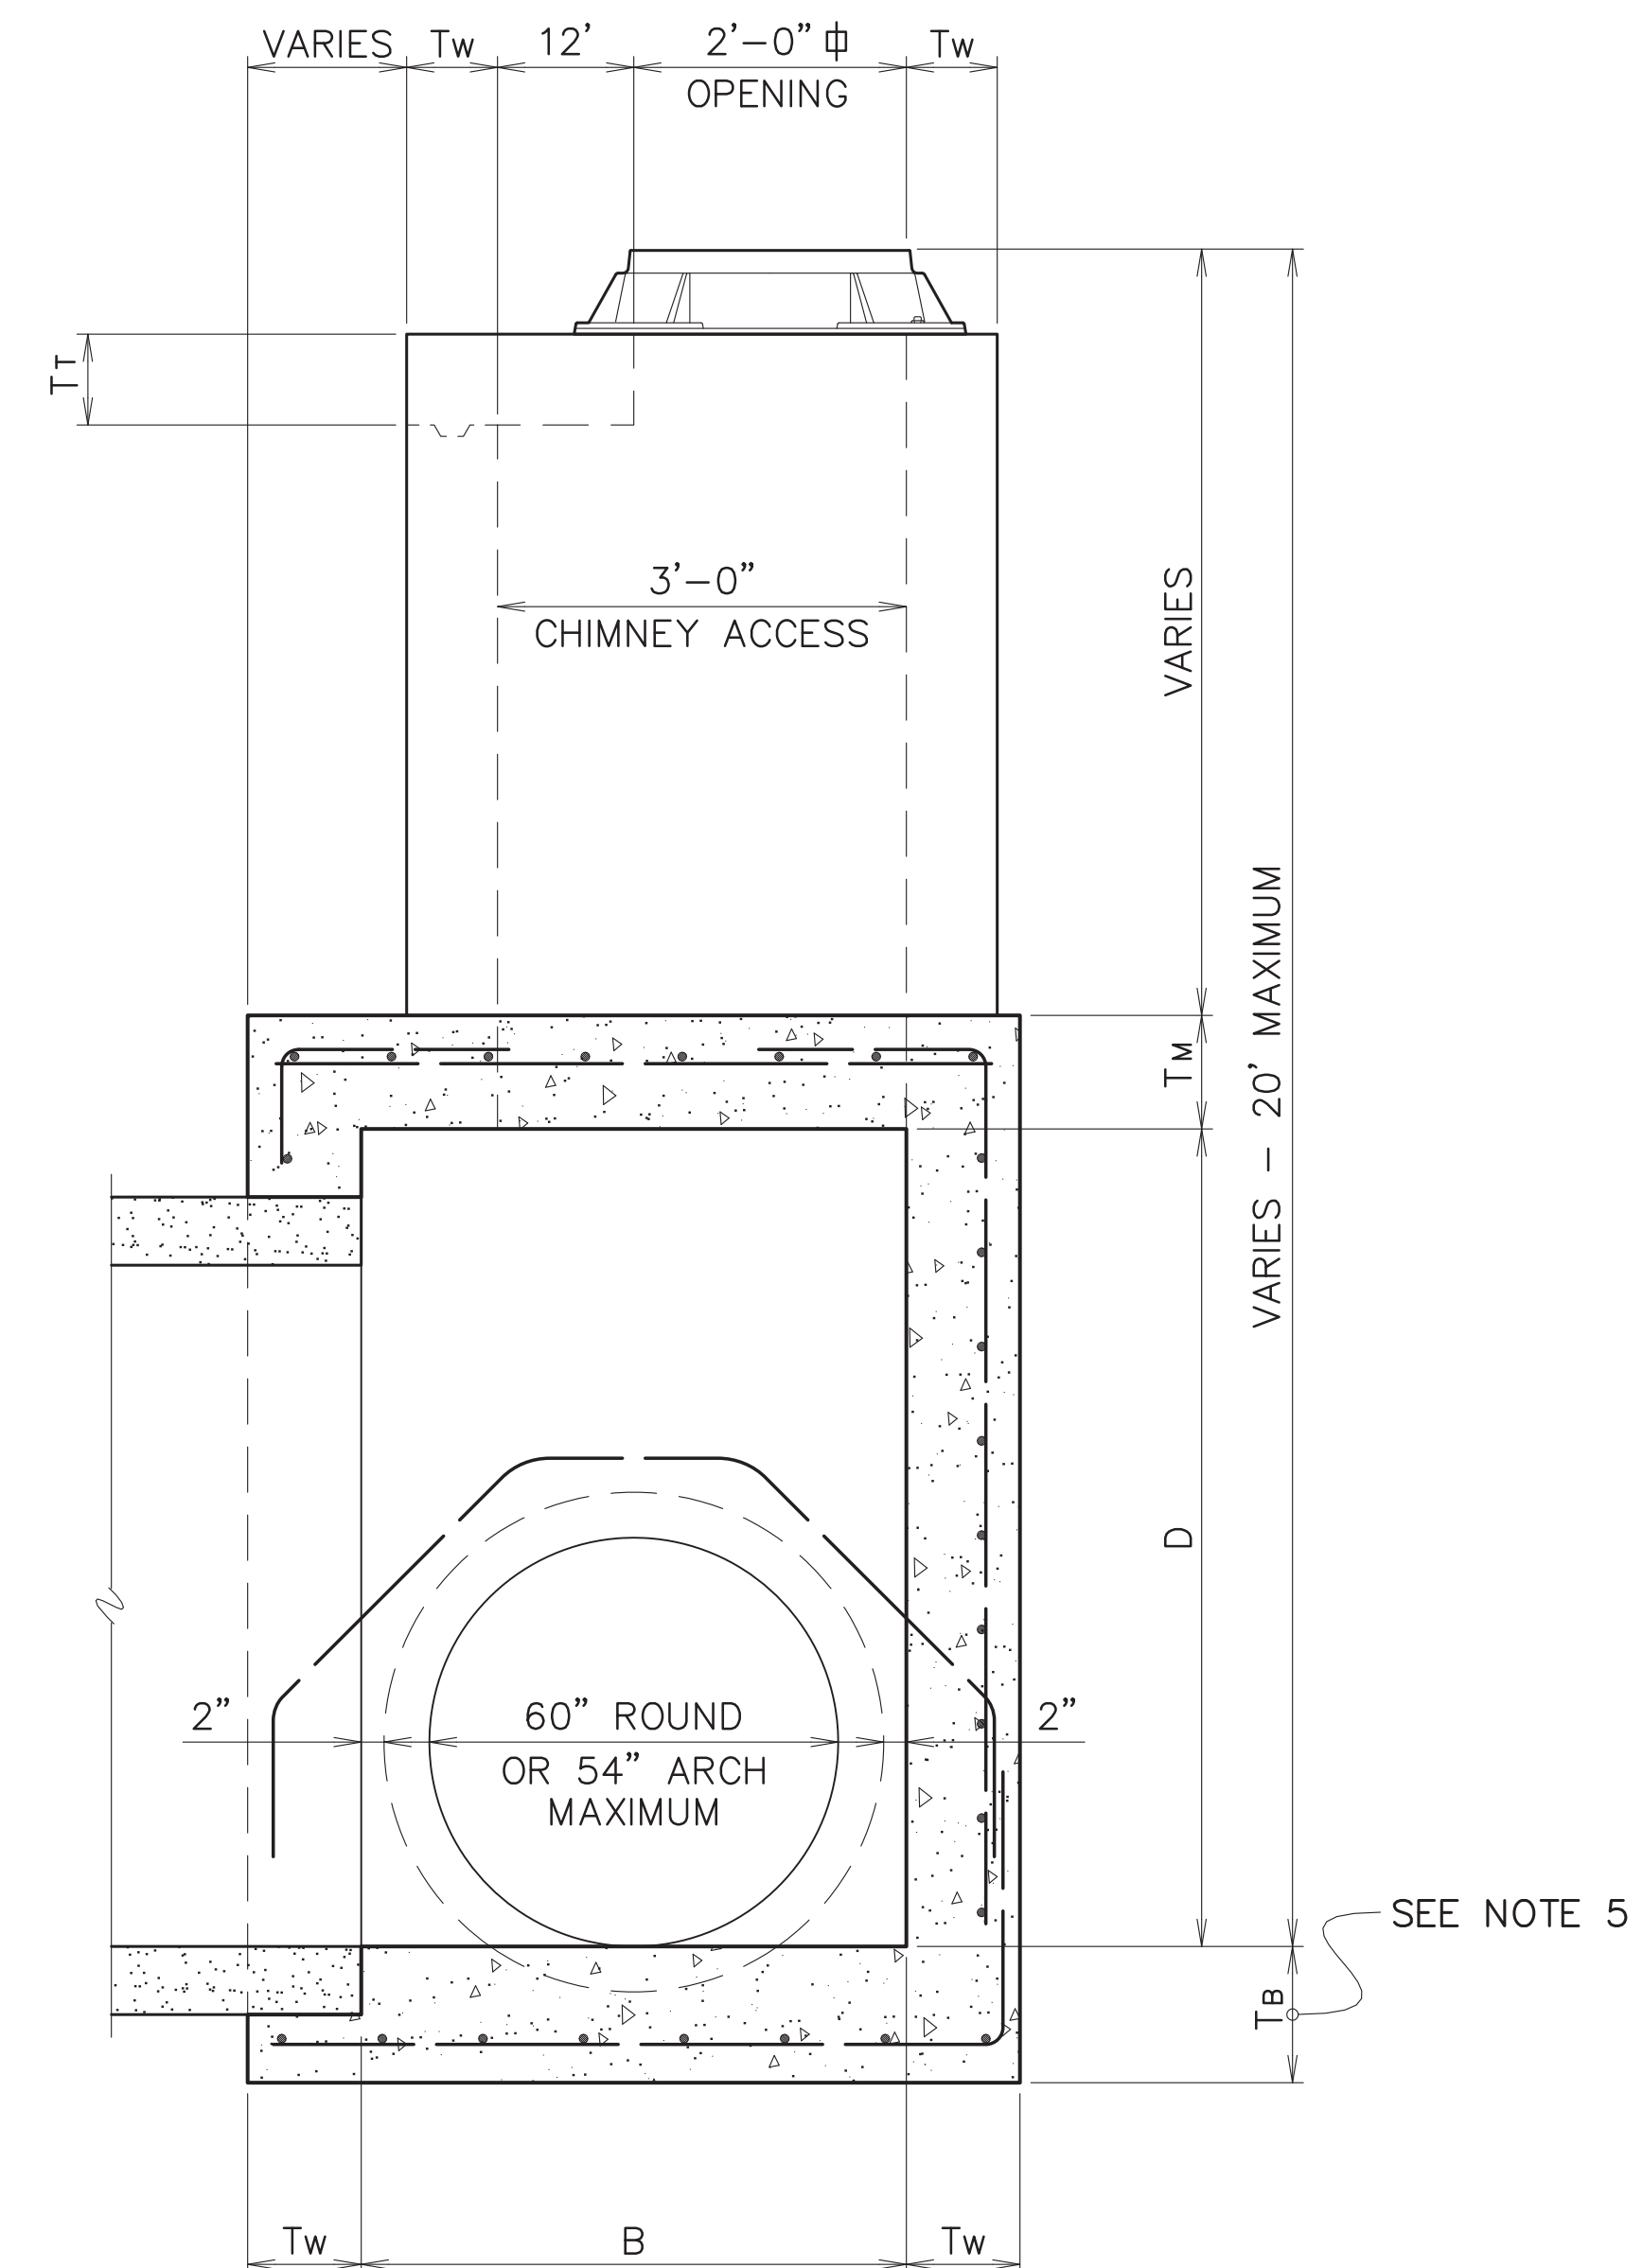 VARIES
Tw
12'
2'-0" ⌽
Tw
OPENING
TT
3'-0"
CHIMNEY ACCESS
VARIES
TM
VARIES - 20' MAXIMUM
D
2"
60" ROUND
2"
OR 54" ARCH
MAXIMUM
SEE NOTE 5
TB
Tw
B
Tw